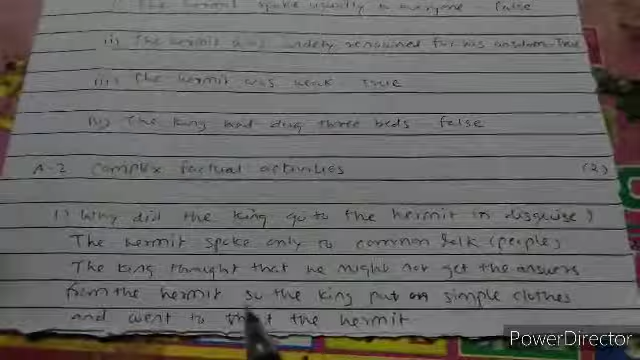 i) The hermit spoke usually to everyone - false
ii) The hermit was widely renowned for his wisdom - True
iii) The hermit was weak - True
iv) The king had dug three beds - false
A-2 Complex factual activities (2)
1) Why did the king go to the hermit in disguise?
The hermit spoke only to common folk (people)
The king thought that he might not get the answers
from the hermit so the king put on simple clothes
and went to the hermit
PowerDirector